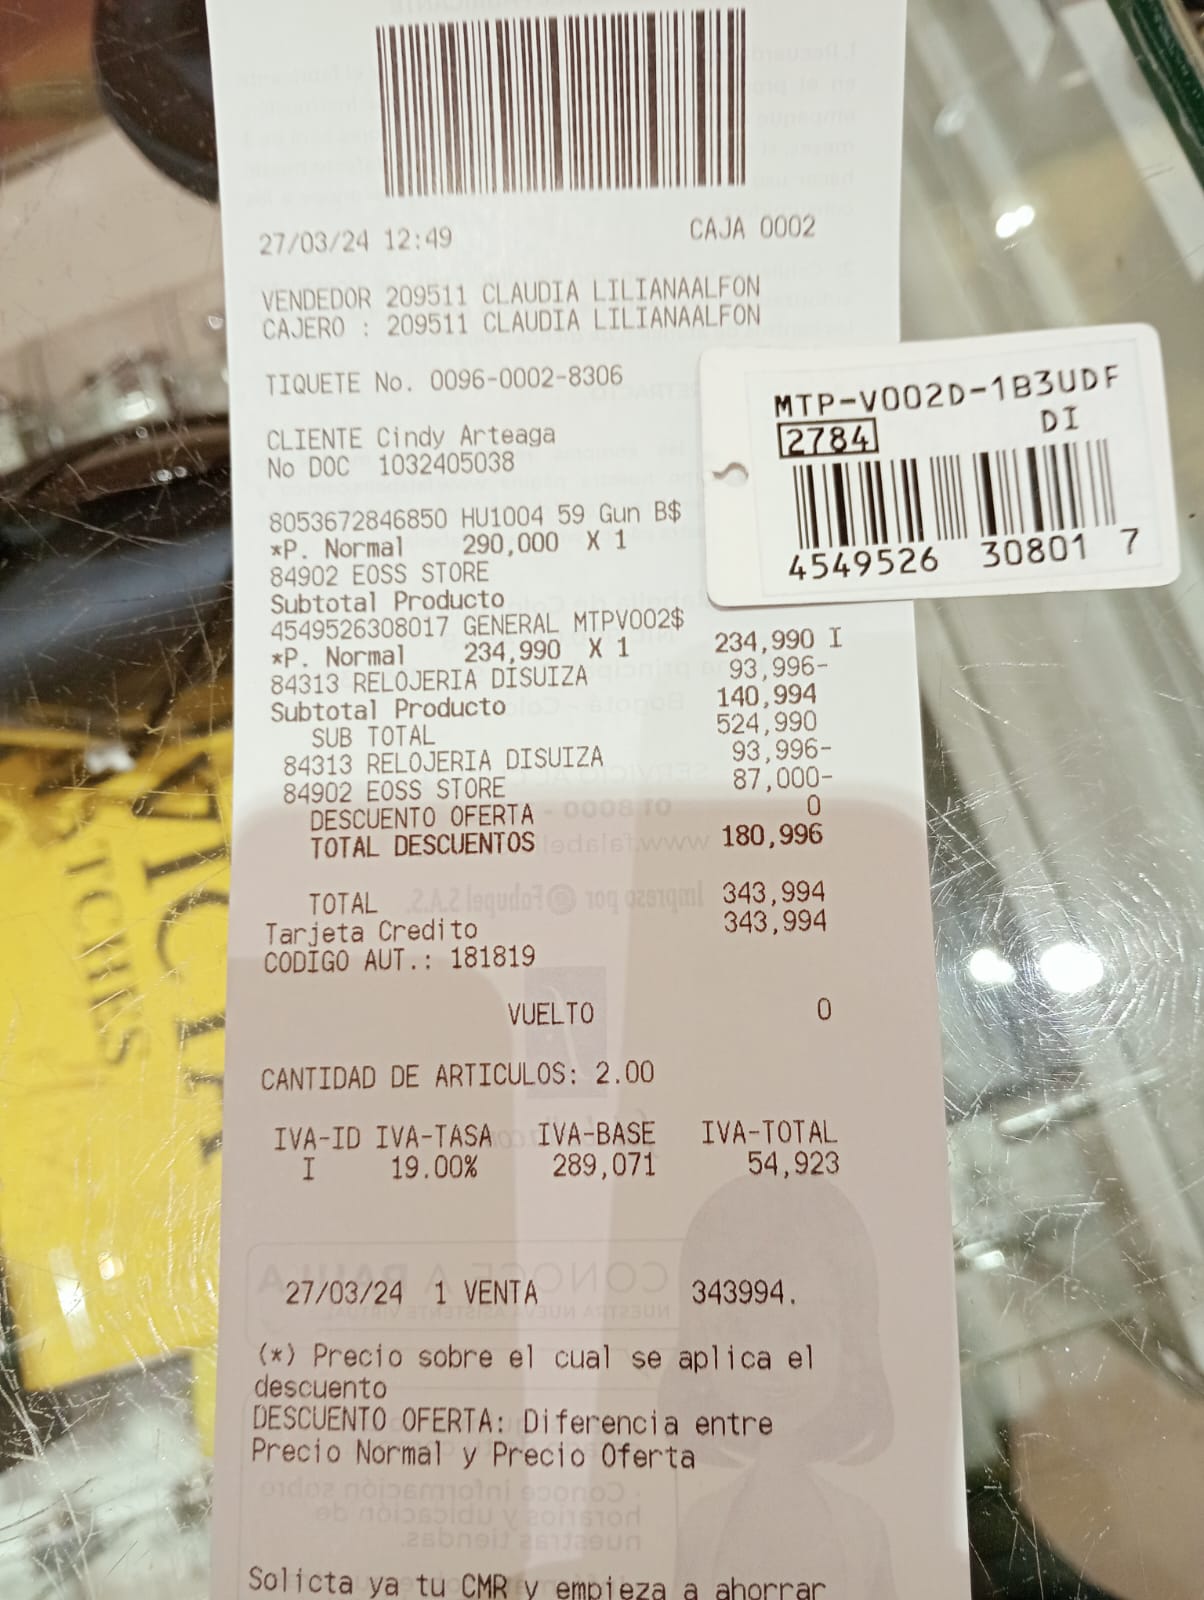 27/03/24 12:49 CAJA 0002
VENDEDOR 209511 CLAUDIA LILIANAALFON
CAJERO : 209511 CLAUDIA LILIANAALFON
TIQUETE No. 0096-0002-8306
CLIENTE Cindy Arteaga
No DOC 1032405038
8053672846850 HU1004 59 Gun B$
*P. Normal 290,000 X 1
84902 EOSS STORE
Subtotal Producto
4549526308017 GENERAL MTPV002$
*P. Normal 234,990 X 1 234,990 I
84313 RELOJERIA DISUIZA 93,996-
Subtotal Producto 140,994
SUB TOTAL 524,990
84313 RELOJERIA DISUIZA 93,996-
84902 EOSS STORE 87,000-
DESCUENTO OFERTA 0
TOTAL DESCUENTOS 180,996
TOTAL 343,994
Tarjeta Credito 343,994
CODIGO AUT.: 181819
VUELTO 0
CANTIDAD DE ARTICULOS: 2.00
IVA-ID IVA-TASA IVA-BASE IVA-TOTAL
I 19.00% 289,071 54,923
27/03/24 1 VENTA 343994.
(*) Precio sobre el cual se aplica el
descuento
DESCUENTO OFERTA: Diferencia entre
Precio Normal y Precio Oferta
Solicta ya tu CMR y empieza a ahorrar
MTP-V002D-1B3UDF
DI
2784
4549526 30801 7